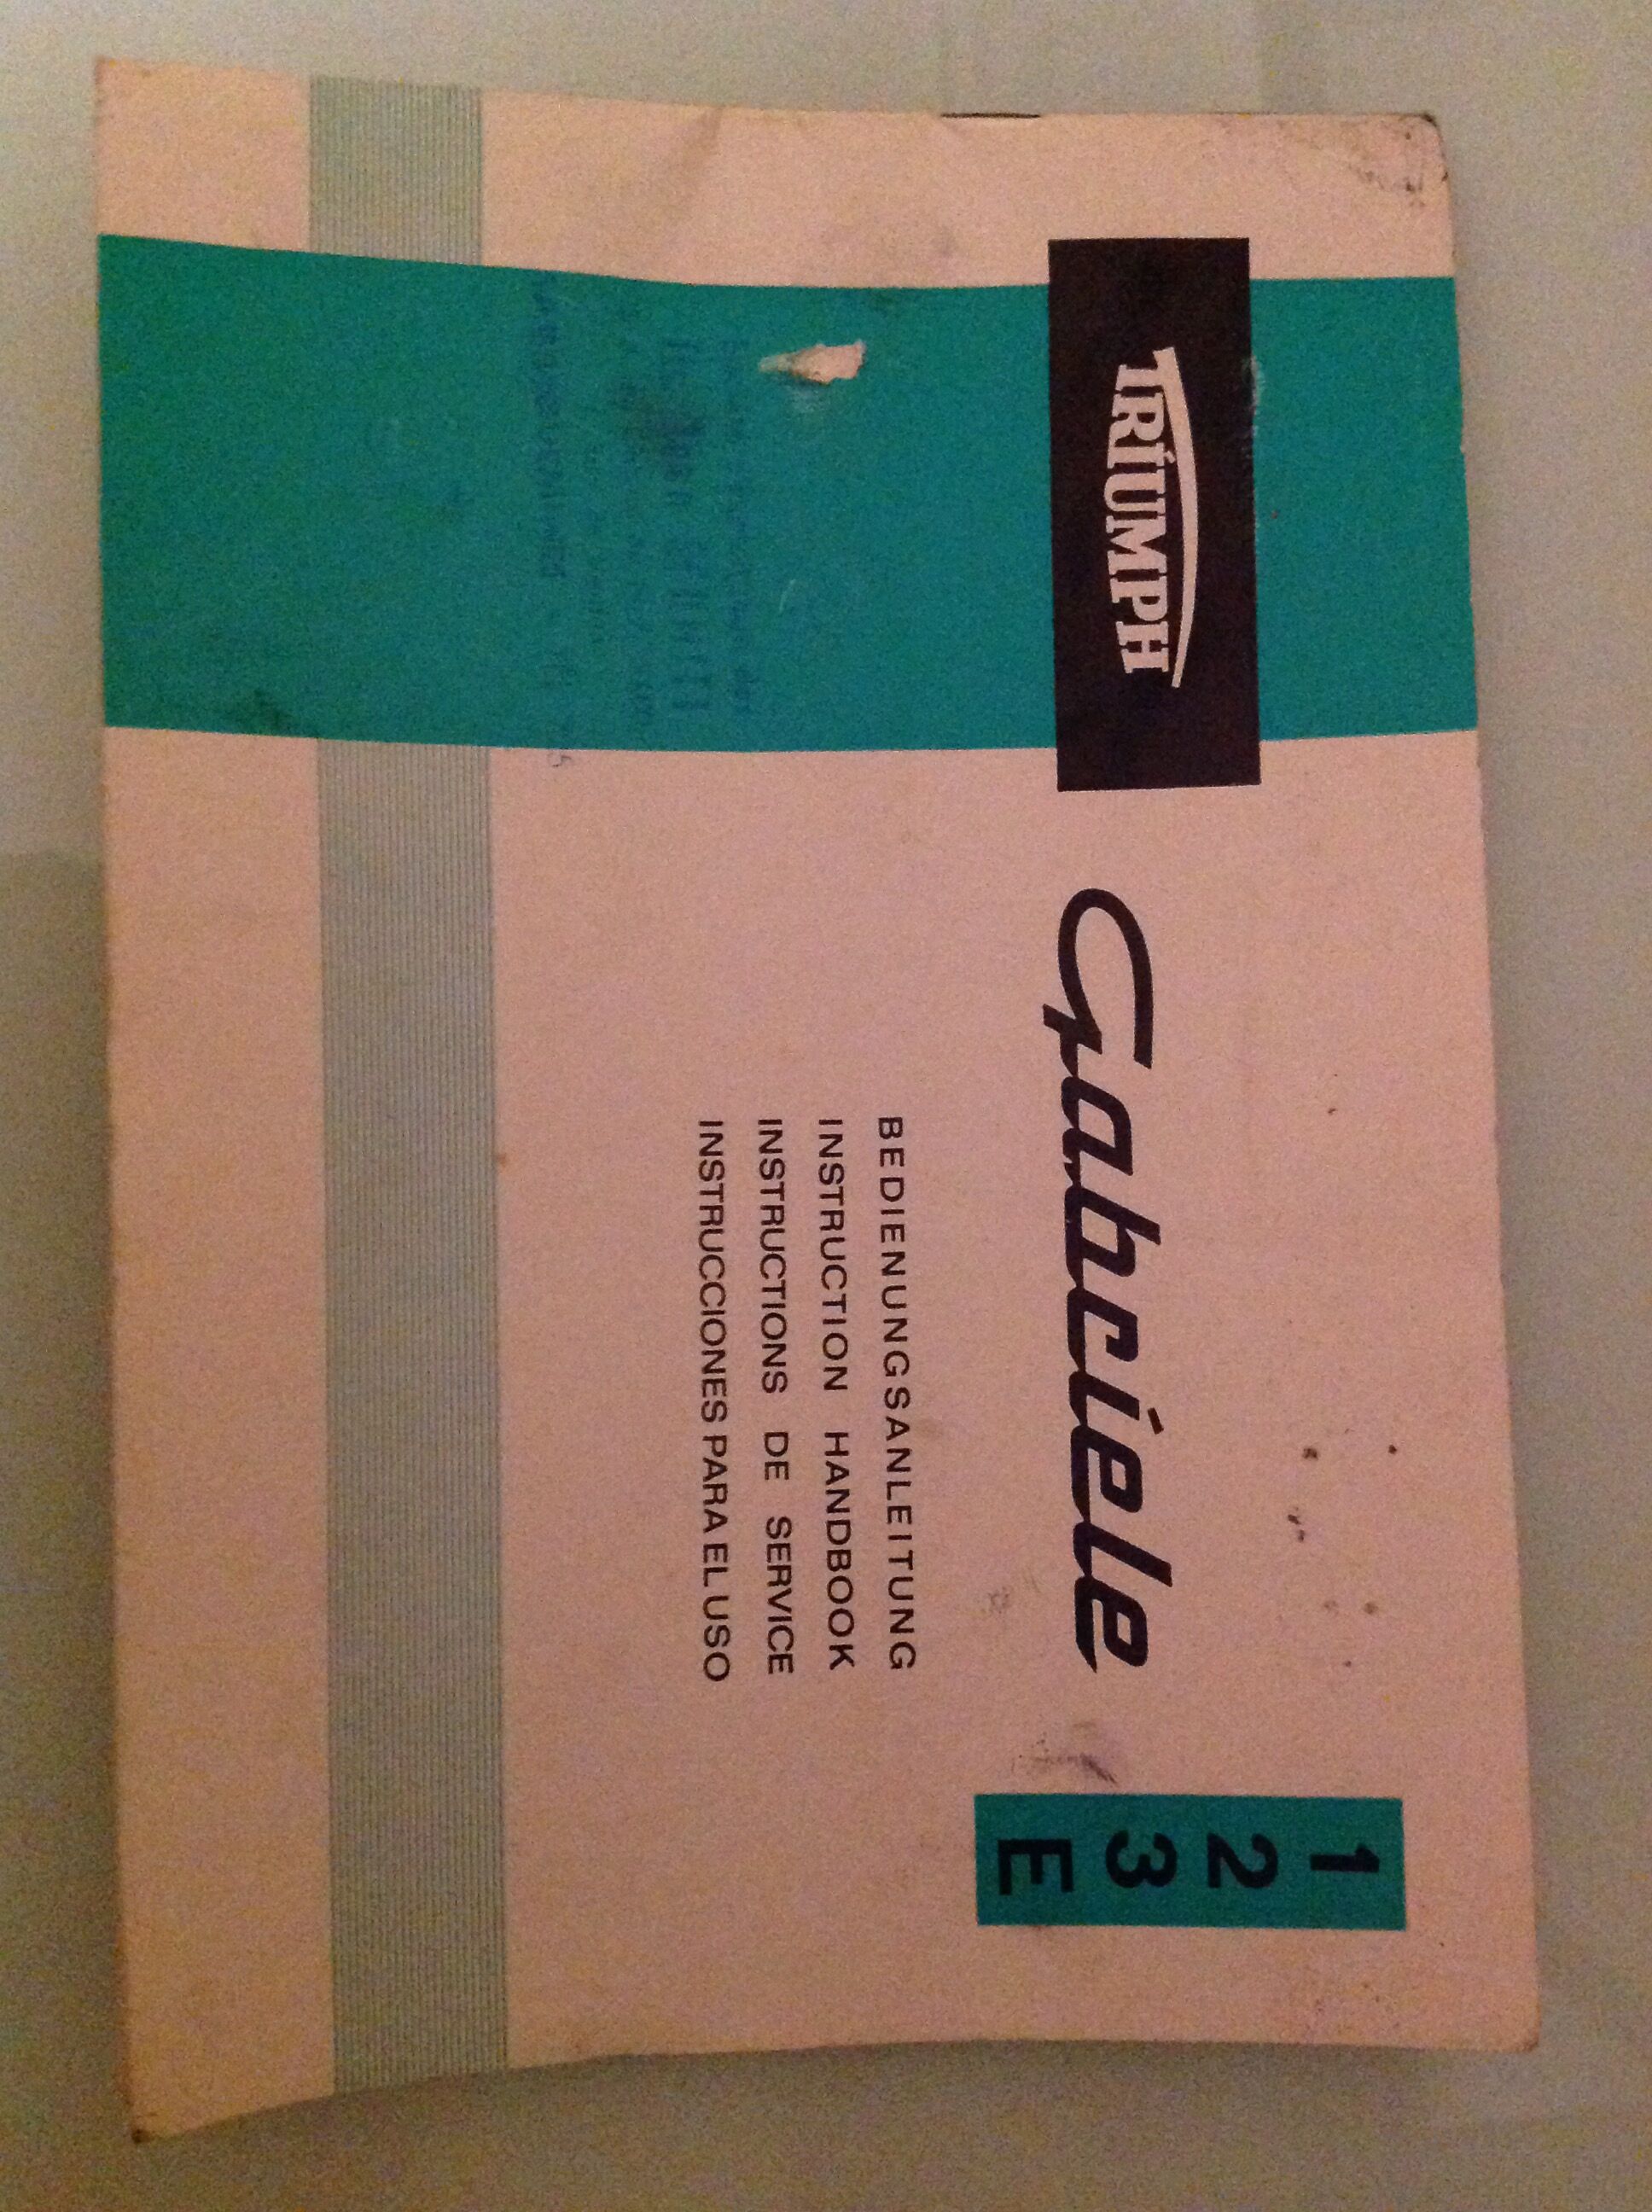 TRIUMPH
Gabriele
1
2
3
E
BEDIENUNGSANLEITUNG
INSTRUCTION HANDBOOK
INSTRUCTIONS DE SERVICE
INSTRUCCIONES PARA EL USO